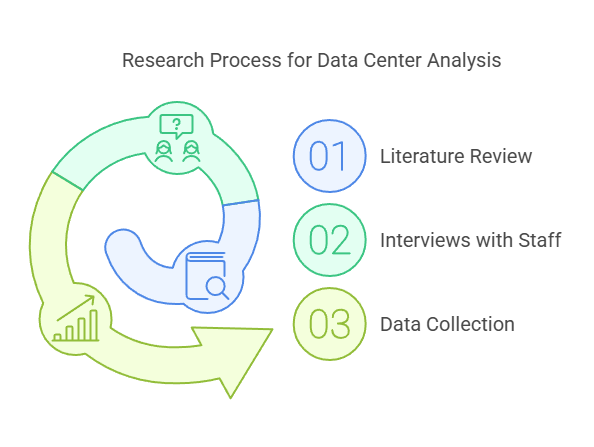 Research Process for Data Center Analysis
?
01 Literature Review
02 Interviews with Staff
03 Data Collection